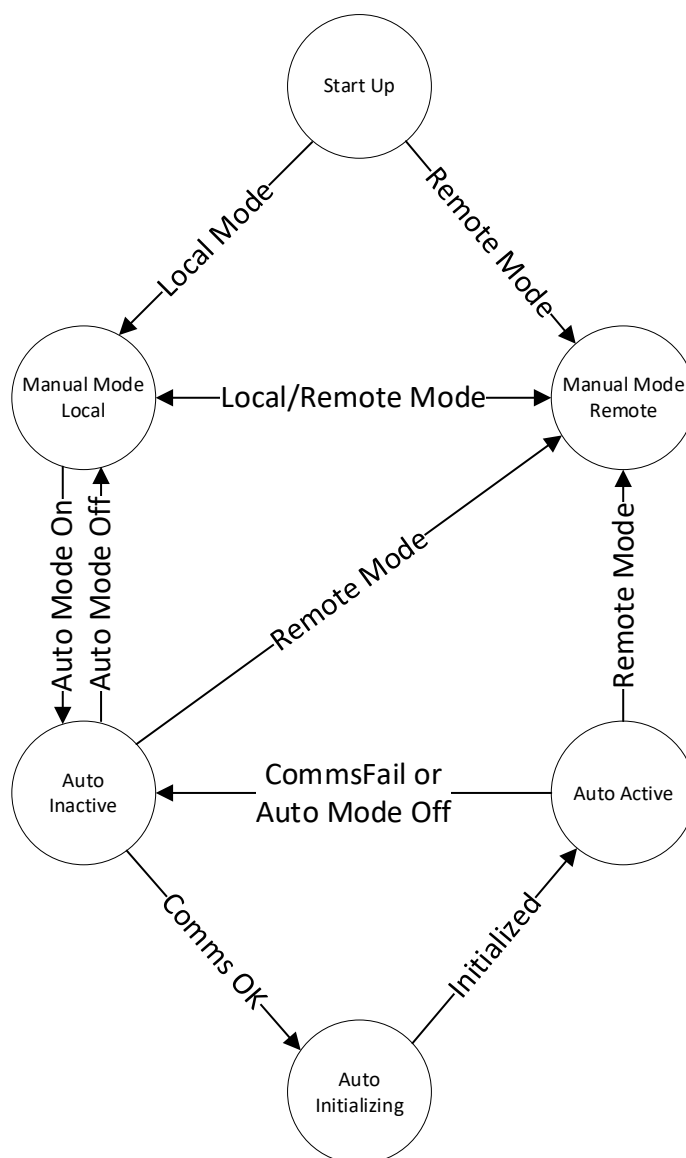 Start Up
Local Mode
Remote Mode
Manual Mode
Local
Local/Remote Mode
Manual Mode
Remote
Auto Mode On
Auto Mode Off
Remote Mode
Remote Mode
Auto
Inactive
CommsFail or
Auto Mode Off
Auto Active
Comms OK
Initialized
Auto
Initializing